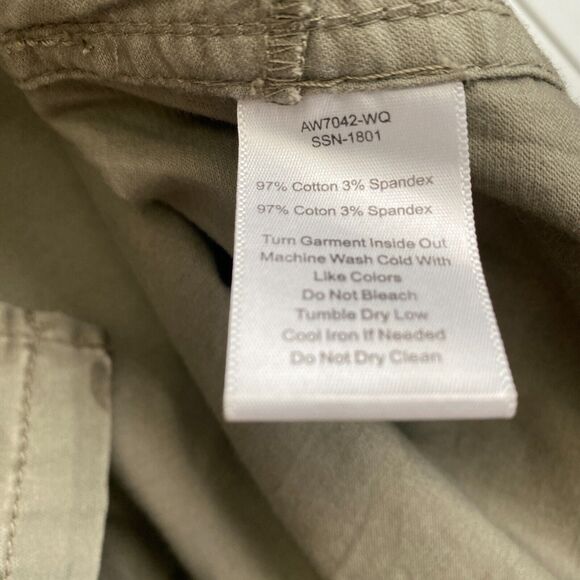 AW7042-WQ
SSN-1801
97% Cotton 3% Spandex
97% Coton 3% Spandex
Turn Garment Inside Out
Machine Wash Cold With
Like Colors
Do Not Bleach
Tumble Dry Low
Cool Iron If Needed
Do Not Dry Clean